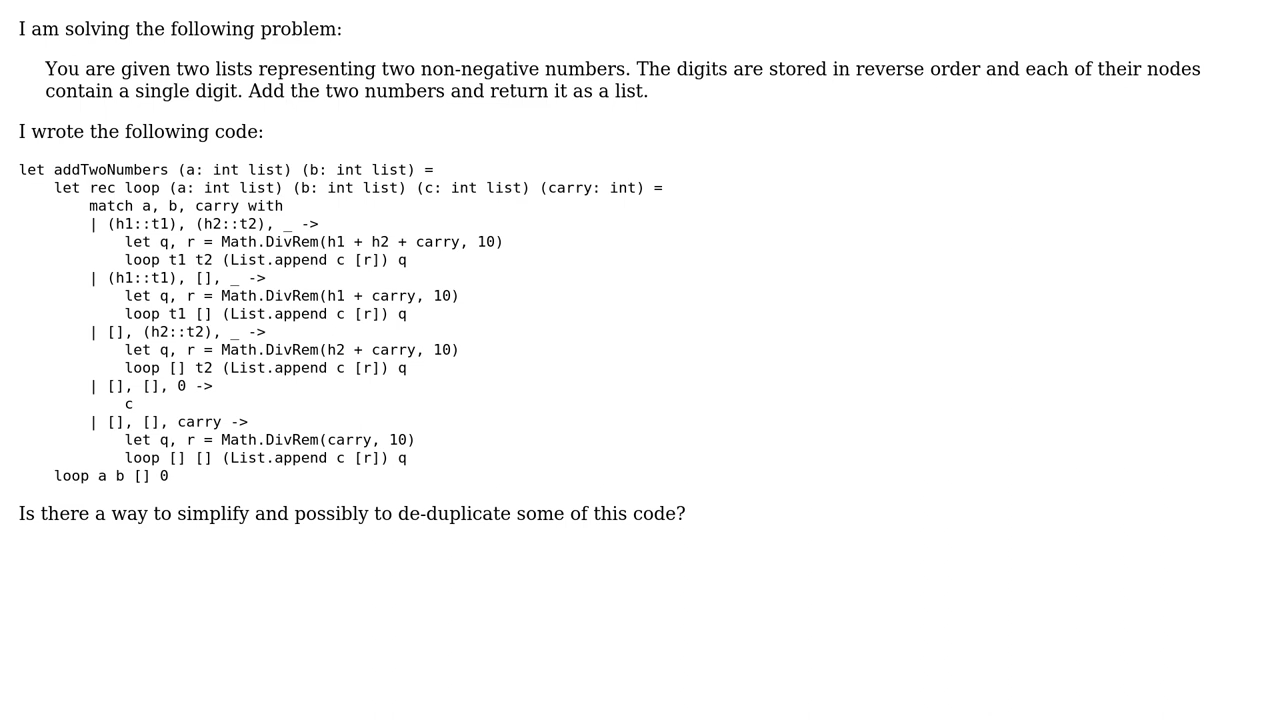 I am solving the following problem:
You are given two lists representing two non-negative numbers. The digits are stored in reverse order and each of their nodes
contain a single digit. Add the two numbers and return it as a list.
I wrote the following code:
let addTwoNumbers (a: int list) (b: int list) =
    let rec loop (a: int list) (b: int list) (c: int list) (carry: int) =
        match a, b, carry with
        | (h1::t1), (h2::t2), _ ->
            let q, r = Math.DivRem(h1 + h2 + carry, 10)
            loop t1 t2 (List.append c [r]) q
        | (h1::t1), [], _ ->
            let q, r = Math.DivRem(h1 + carry, 10)
            loop t1 [] (List.append c [r]) q
        | [], (h2::t2), _ ->
            let q, r = Math.DivRem(h2 + carry, 10)
            loop [] t2 (List.append c [r]) q
        | [], [], 0 ->
            c
        | [], [], carry ->
            let q, r = Math.DivRem(carry, 10)
            loop [] [] (List.append c [r]) q
    loop a b [] 0
Is there a way to simplify and possibly to de-duplicate some of this code?